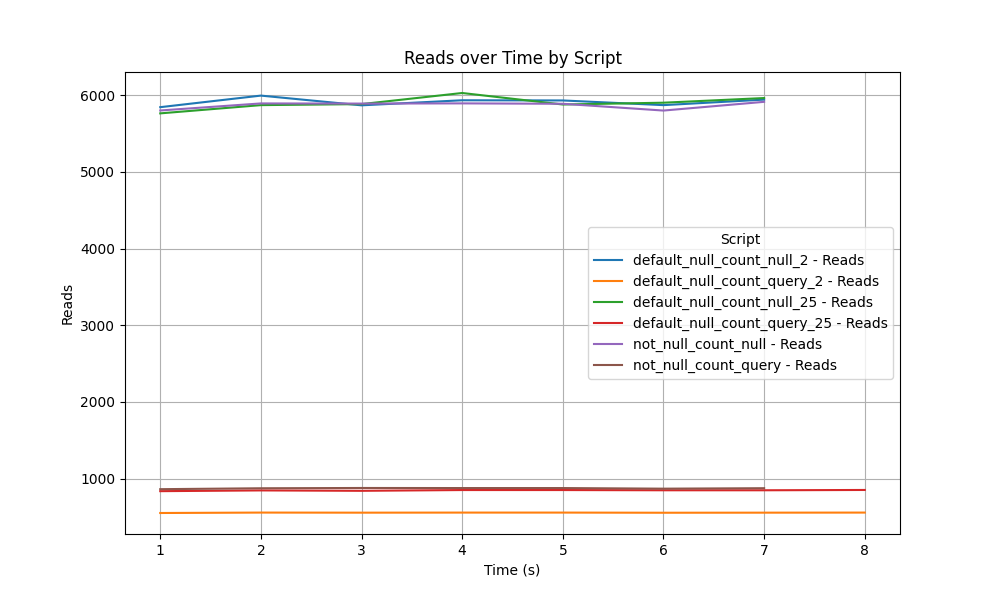 Reads over Time by Script
6000
5000
4000
3000
2000
1000
Reads
Script
default_null_count_null_2 - Reads
default_null_count_query_2 - Reads
default_null_count_null_25 - Reads
default_null_count_query_25 - Reads
not_null_count_null - Reads
not_null_count_query - Reads
1 2 3 4 5 6 7 8
Time (s)